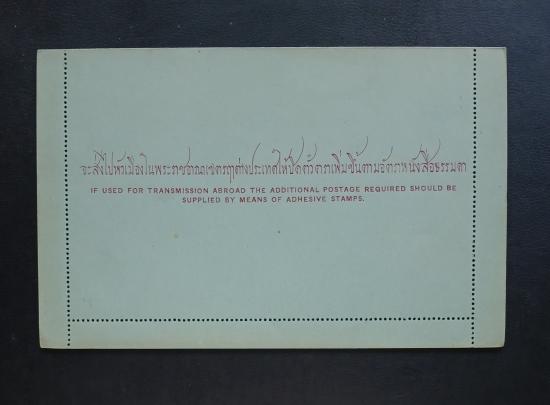 จะส่งไปหัวเมืองในพระราชอาณาเขตรฤาต่างประเทศให้ปิดตั๋วตราเพิ่มขึ้นตามอัตราหนังสือธรรมดา
IF USED FOR TRANSMISSION ABROAD THE ADDITIONAL POSTAGE REQUIRED SHOULD BE
SUPPLIED BY MEANS OF ADHESIVE STAMPS.